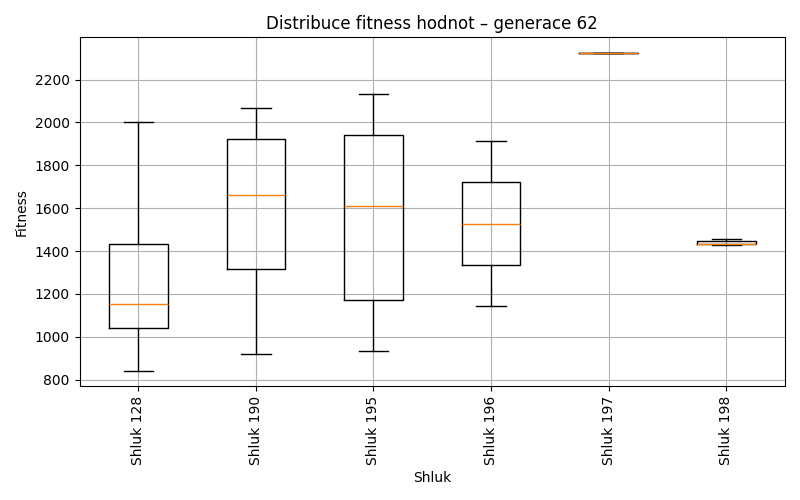 Distribuce fitness hodnot – generace 62
Fitness
2200
2000
1800
1600
1400
1200
1000
800
Shluk 128
Shluk 190
Shluk 195
Shluk 196
Shluk 197
Shluk 198
Shluk